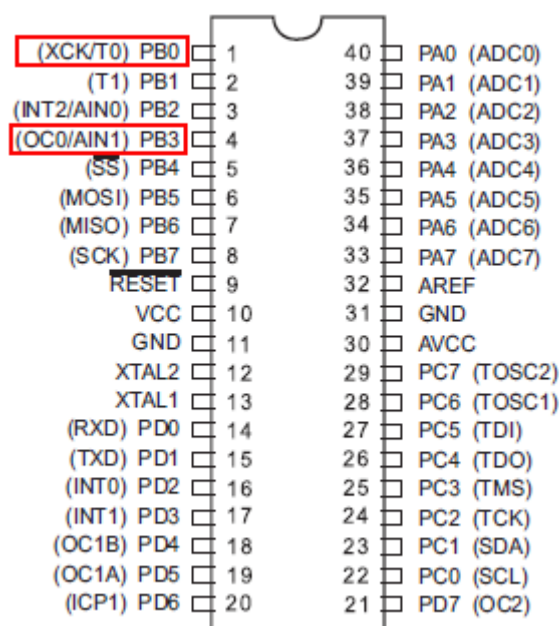 (XCK/T0) PB0 1 40 PA0 (ADC0)
(T1) PB1 2 39 PA1 (ADC1)
(INT2/AIN0) PB2 3 38 PA2 (ADC2)
(OC0/AIN1) PB3 4 37 PA3 (ADC3)
(SS) PB4 5 36 PA4 (ADC4)
(MOSI) PB5 6 35 PA5 (ADC5)
(MISO) PB6 7 34 PA6 (ADC6)
(SCK) PB7 8 33 PA7 (ADC7)
RESET 9 32 AREF
VCC 10 31 GND
GND 11 30 AVCC
XTAL2 12 29 PC7 (TOSC2)
XTAL1 13 28 PC6 (TOSC1)
(RXD) PD0 14 27 PC5 (TDI)
(TXD) PD1 15 26 PC4 (TDO)
(INT0) PD2 16 25 PC3 (TMS)
(INT1) PD3 17 24 PC2 (TCK)
(OC1B) PD4 18 23 PC1 (SDA)
(OC1A) PD5 19 22 PC0 (SCL)
(ICP1) PD6 20 21 PD7 (OC2)